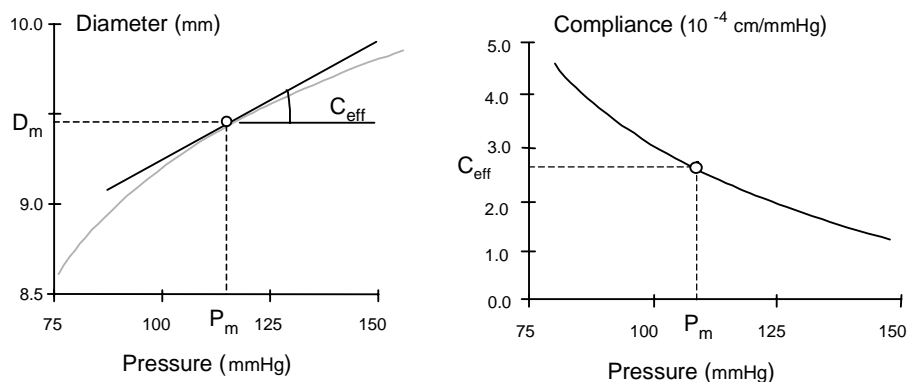 Diameter (mm)
10.0
C_eff
D_m
9.0
8.5
75
100
P_m
125
150
Pressure (mmHg)
Compliance (10 ⁻⁴ cm/mmHg)
5.0
4.0
3.0
C_eff
2.0
1.0
0.0
75
100
P_m
125
150
Pressure (mmHg)